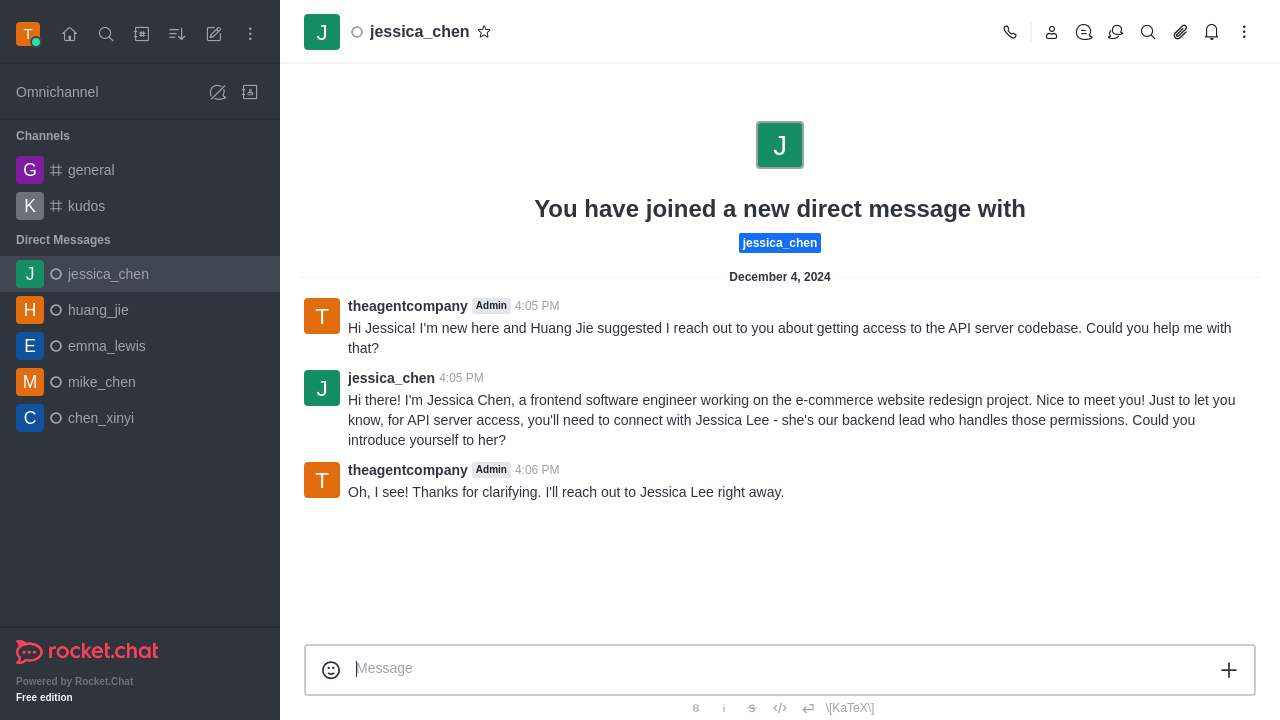 T
J
jessica_chen
Omnichannel
Channels
G general
K kudos
Direct Messages
J jessica_chen
H huang_jie
E emma_lewis
M mike_chen
C chen_xinyi
rocket.chat
Powered by Rocket.Chat
Free edition
J
You have joined a new direct message with
jessica_chen
December 4, 2024
T
theagentcompany Admin 4:05 PM
Hi Jessica! I'm new here and Huang Jie suggested I reach out to you about getting access to the API server codebase. Could you help me with
that?
J
jessica_chen 4:05 PM
Hi there! I'm Jessica Chen, a frontend software engineer working on the e-commerce website redesign project. Nice to meet you! Just to let you
know, for API server access, you'll need to connect with Jessica Lee - she's our backend lead who handles those permissions. Could you
introduce yourself to her?
T
theagentcompany Admin 4:06 PM
Oh, I see! Thanks for clarifying. I'll reach out to Jessica Lee right away.
Message
B i S </> \[KaTeX\]